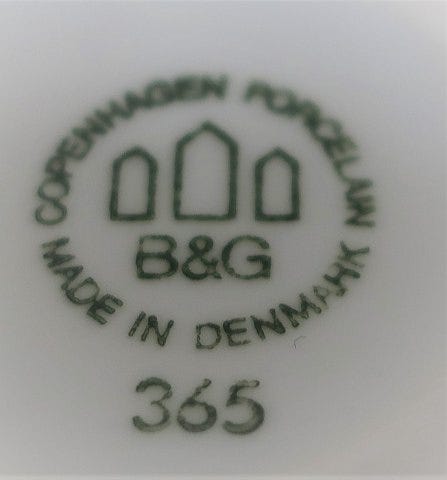 COPENHAGEN PORCELAIN
B&G
MADE IN DENMARK
365